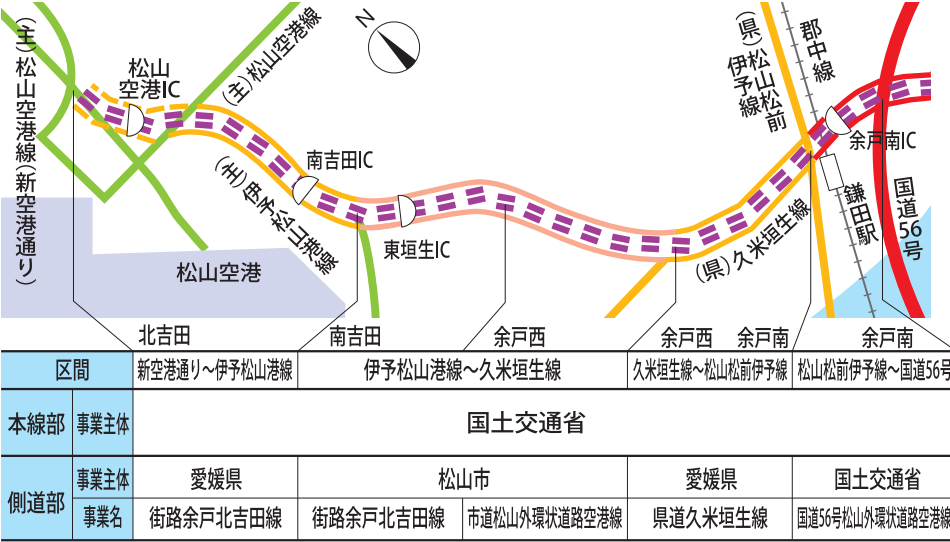 (主)松山空港線(新空港通り)
松山
空港IC
(主)松山空港線
N
(県)松山松前
伊予線
郡中線
余戸南IC
南吉田IC
(主)伊予松山港線
東垣生IC
(県)久米垣生線
鎌田駅
国道56号
松山空港
北吉田 南吉田 余戸西 余戸西 余戸南 余戸南
区間 新空港通り～伊予松山港線 伊予松山港線～久米垣生線 久米垣生線～松山松前伊予線 松山松前伊予線～国道56号
本線部 事業主体 国土交通省
側道部 事業主体 愛媛県 松山市 愛媛県 国土交通省
事業名 街路余戸北吉田線 街路余戸北吉田線 市道松山外環状道路空港線 県道久米垣生線 国道56号松山外環状道路空港線